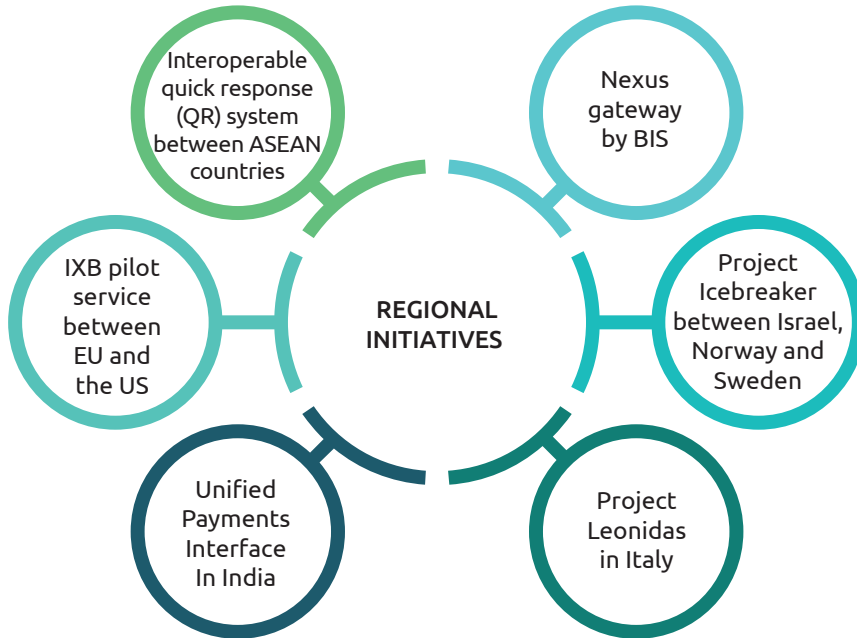 Interoperable
quick response
(QR) system
between ASEAN
countries
Nexus
gateway
by BIS
IXB pilot
service
between
EU and
the US
REGIONAL
INITIATIVES
Project
Icebreaker
between Israel,
Norway and
Sweden
Unified
Payments
Interface
In India
Project
Leonidas
in Italy